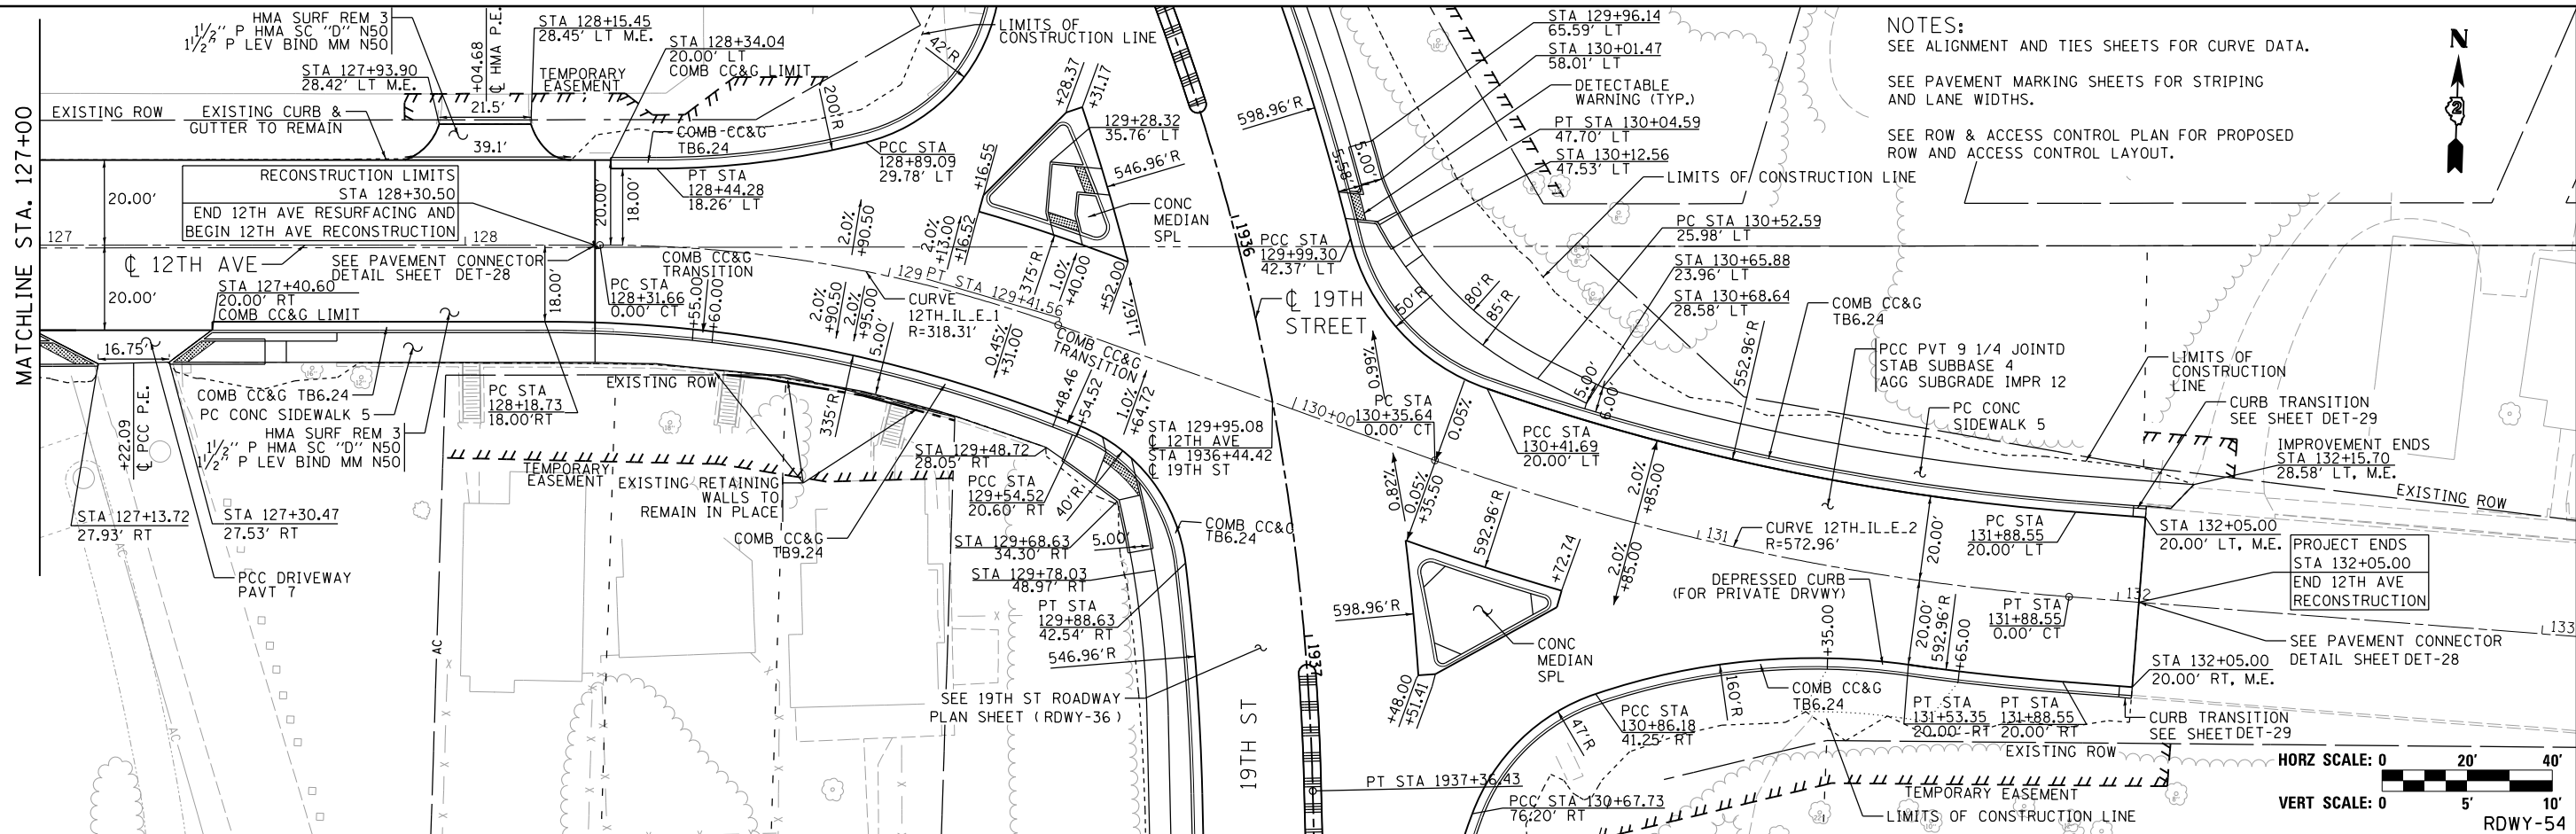 MATCHLINE STA. 127+00
HMA SURF REM 3
1 1/2" P HMA SC "D" N50
1 1/2" P LEV BIND MM N50
+04.68
℄ HMA P.E.
STA 128+15.45
28.45' LT M.E.
STA 127+93.90
28.42' LT M.E.
TEMPORARY
EASEMENT
STA 128+34.04
20.00' LT
COMB CC&G LIMIT
42'R
LIMITS OF
CONSTRUCTION LINE
EXISTING ROW
EXISTING CURB &
GUTTER TO REMAIN
21.5'
39.1'
200'R
COMB CC&G
TB6.24
PCC STA
128+89.09
29.78' LT
PT STA
128+44.28
18.26' LT
RECONSTRUCTION LIMITS
STA 128+30.50
END 12TH AVE RESURFACING AND
BEGIN 12TH AVE RECONSTRUCTION
20.00'
20.00'
20.00'
18.00'
18.00'
127
128
℄ 12TH AVE
SEE PAVEMENT CONNECTOR
DETAIL SHEET DET-28
STA 127+40.60
20.00' RT
COMB CC&G LIMIT
PC STA
128+31.66
0.00' CT
COMB CC&G
TRANSITION
+55.00
+60.00
2.0%
+90.50
2.0%
+90.50
2.0%
+95.00
5.00'
335'R
CURVE
12TH_IL_E_1
R=318.31'
129
PT STA 129+41.56
2.0%
+13.00
+16.52
+16.55
+28.37
+31.17
129+28.32
35.76' LT
546.96'R
CONC
MEDIAN
SPL
375'R
1.0%
+40.00
+52.00
1.16%
0.45%
+31.00
COMB CC&G
TRANSITION
+48.46
+54.52
1.0%
+64.72
16.75'
+22.09
℄ PCC P.E.
COMB CC&G TB6.24
PC CONC SIDEWALK 5
HMA SURF REM 3
1 1/2" P HMA SC "D" N50
1 1/2" P LEV BIND MM N50
PC STA
128+18.73
18.00'RT
EXISTING ROW
TEMPORARY
EASEMENT
EXISTING RETAINING
WALLS TO
REMAIN IN PLACE
COMB CC&G
TB9.24
STA 127+13.72
27.93' RT
STA 127+30.47
27.53' RT
PCC DRIVEWAY
PAVT 7
AC
AC
AC
STA 129+48.72
28.05' RT
PCC STA
129+54.52
20.60' RT
40'R
STA 129+68.63
34.30' RT
5.00'
STA 129+78.03
48.97' RT
PT STA
129+88.63
42.54' RT
546.96'R
COMB CC&G
TB6.24
SEE 19TH ST ROADWAY
PLAN SHEET (RDWY-36)
STA 129+95.08
℄ 12TH AVE
STA 1936+44.42
℄ 19TH ST
1936
1937
℄ 19TH
STREET
19TH ST
PT STA 1937+36.43
598.96'R
PCC STA
129+99.30
42.37' LT
5.58'
5.00'
STA 129+96.14
65.59' LT
STA 130+01.47
58.01' LT
DETECTABLE
WARNING (TYP.)
PT STA 130+04.59
47.70' LT
STA 130+12.56
47.53' LT
LIMITS OF CONSTRUCTION LINE
PC STA 130+52.59
25.98' LT
STA 130+65.88
23.96' LT
STA 130+68.64
28.58' LT
50'R
80'R
85'R
5.00'
6.00'
552.96'R
COMB CC&G
TB6.24
PCC PVT 9 1/4 JOINTD
STAB SUBBASE 4
AGG SUBGRADE IMPR 12
PC CONC
SIDEWALK 5
LIMITS OF
CONSTRUCTION
LINE
CURB TRANSITION
SEE SHEET DET-29
IMPROVEMENT ENDS
STA 132+15.70
28.58' LT, M.E.
EXISTING ROW
130+00
0.96%
PC STA
130+35.64
0.00' CT
0.05%
PCC STA
130+41.69
20.00' LT
0.82%
0.05%
+35.50
2.0%
+85.00
2.0%
+85.00
592.96'R
+72.74
598.96'R
+48.00
+51.41
CONC
MEDIAN
SPL
131
CURVE 12TH_IL_E_2
R=572.96'
20.00'
20.00'
592.96'R
PC STA
131+88.55
20.00' LT
STA 132+05.00
20.00' LT, M.E.
PROJECT ENDS
STA 132+05.00
END 12TH AVE
RECONSTRUCTION
132
133
DEPRESSED CURB
(FOR PRIVATE DRVWY)
PT STA
131+88.55
0.00' CT
+35.00
+65.00
SEE PAVEMENT CONNECTOR
DETAIL SHEET DET-28
STA 132+05.00
20.00' RT, M.E.
COMB CC&G
TB6.24
160'R
47'R
PCC STA
130+86.18
41.25' RT
PT STA
131+53.35
20.00' RT
PT STA
131+88.55
20.00' RT
CURB TRANSITION
SEE SHEET DET-29
EXISTING ROW
TEMPORARY EASEMENT
LIMITS OF CONSTRUCTION LINE
PCC STA 130+67.73
76.20' RT
NOTES:
SEE ALIGNMENT AND TIES SHEETS FOR CURVE DATA.
SEE PAVEMENT MARKING SHEETS FOR STRIPING
AND LANE WIDTHS.
SEE ROW & ACCESS CONTROL PLAN FOR PROPOSED
ROW AND ACCESS CONTROL LAYOUT.
N
2
HORZ SCALE: 0 20' 40'
VERT SCALE: 0 5' 10'
RDWY-54